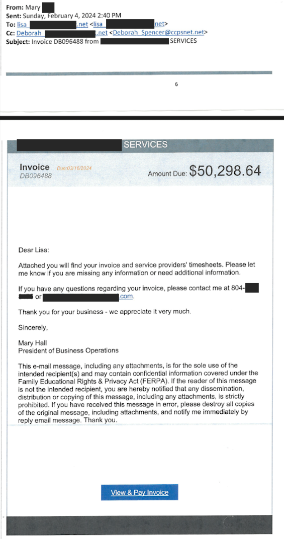 From: Mary
Sent: Sunday, February 4, 2024 2:40 PM
To: lisa .net <lisa .net>
Cc: Deborah .net <Deborah_Spencer@ccpsnet.net>
Subject: Invoice DB096488 from SERVICES
6
SERVICES
Invoice
DB096488
Amount Due: $50,298.64
Dear Lisa:
Attached you will find your invoice and service providers' timesheets. Please let
me know if you are missing any information or need additional information.
If you have any questions regarding your invoice, please contact me at 804-
or .com.
Thank you for your business - we appreciate it very much.
Sincerely,
Mary Hall
President of Business Operations
This e-mail message, including any attachments, is for the sole use of the
intended recipient(s) and may contain confidential information covered under the
Family Educational Rights & Privacy Act (FERPA). If the reader of this message
is not the intended recipient, you are hereby notified that any dissemination,
distribution or copying of this message, including any attachments, is strictly
prohibited. If you have received this message in error, please destroy all copies
of the original message, including attachments, and notify me immediately by
reply email message. Thank you.
View & Pay Invoice